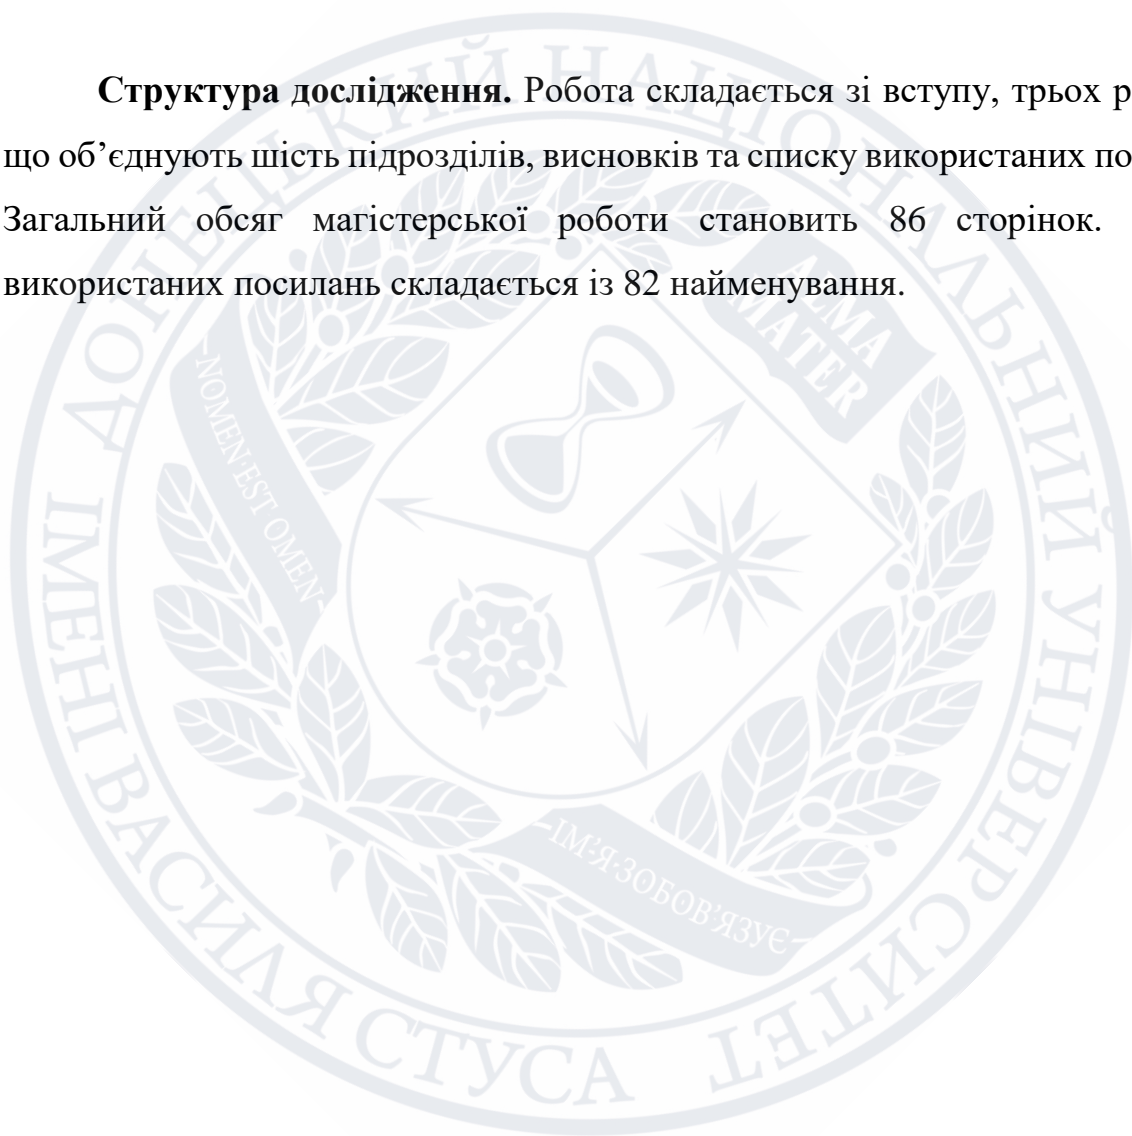 Структура дослідження. Робота складається зі вступу, трьох р
що об’єднують шість підрозділів, висновків та списку використаних по
Загальний обсяг магістерської роботи становить 86 сторінок.
використаних посилань складається із 82 найменування.
ДОНЕЦЬКИЙ НАЦІОНАЛЬНИЙ УНІВЕРСИТЕТ
ІМЕНІ ВАСИЛЯ СТУСА
ALMA
MATER
NOMEN·EST OMEN
ІМ’Я·ЗОБОВ’ЯЗУЄ